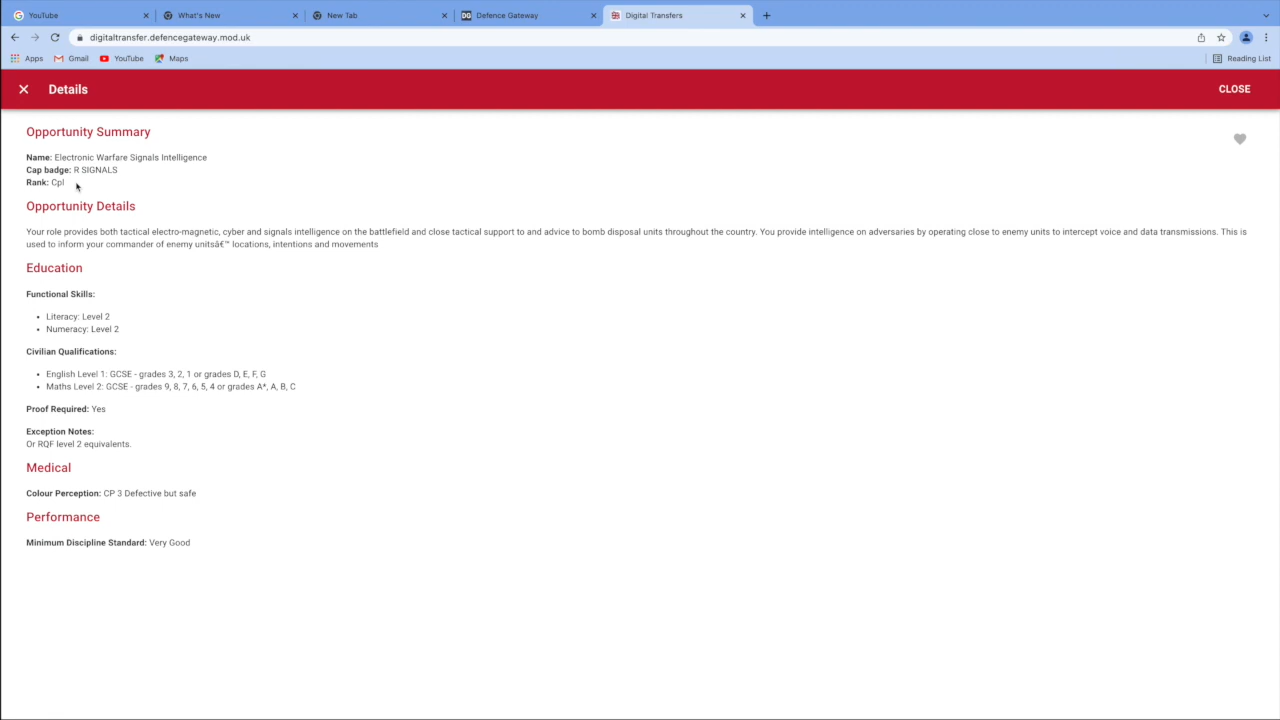 YouTube
What's New
New Tab
DG Defence Gateway
Digital Transfers
digitaltransfer.defencegateway.mod.uk
Apps
Gmail
YouTube
Maps
Reading List
Details
CLOSE
Opportunity Summary
Name: Electronic Warfare Signals Intelligence
Cap badge: R SIGNALS
Rank: Cpl
Opportunity Details
Your role provides both tactical electro-magnetic, cyber and signals intelligence on the battlefield and close tactical support to and advice to bomb disposal units throughout the country. You provide intelligence on adversaries by operating close to enemy units to intercept voice and data transmissions. This is
used to inform your commander of enemy unitsâ€™ locations, intentions and movements
Education
Functional Skills:
• Literacy: Level 2
• Numeracy: Level 2
Civilian Qualifications:
• English Level 1: GCSE - grades 3, 2, 1 or grades D, E, F, G
• Maths Level 2: GCSE - grades 9, 8, 7, 6, 5, 4 or grades A*, A, B, C
Proof Required: Yes
Exception Notes:
Or RQF level 2 equivalents.
Medical
Colour Perception: CP 3 Defective but safe
Performance
Minimum Discipline Standard: Very Good